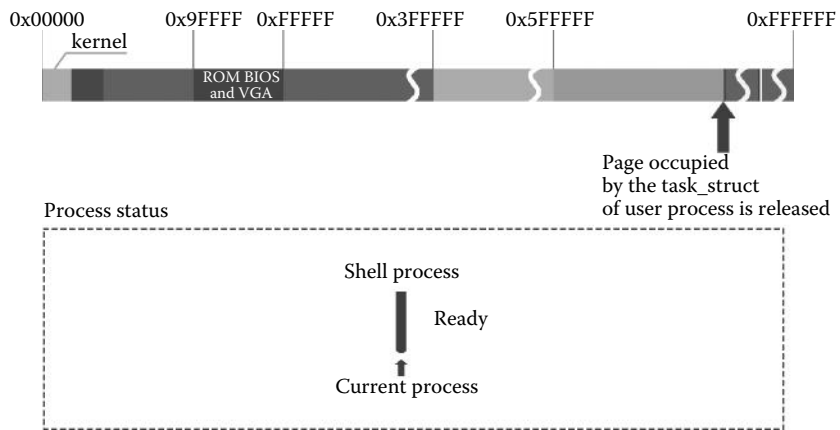 0x00000 0x9FFFF 0xFFFFF 0x3FFFFF 0x5FFFFF 0xFFFFFF
kernel
ROM BIOS
and VGA
Page occupied
by the task_struct
of user process is released
Process status
Shell process
Ready
Current process